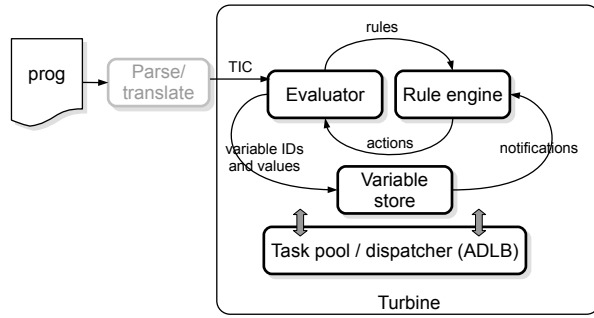 rules
prog
Parse/
translate
TIC
Evaluator
Rule engine
variable IDs
and values
actions
notifications
Variable
store
Task pool / dispatcher (ADLB)
Turbine